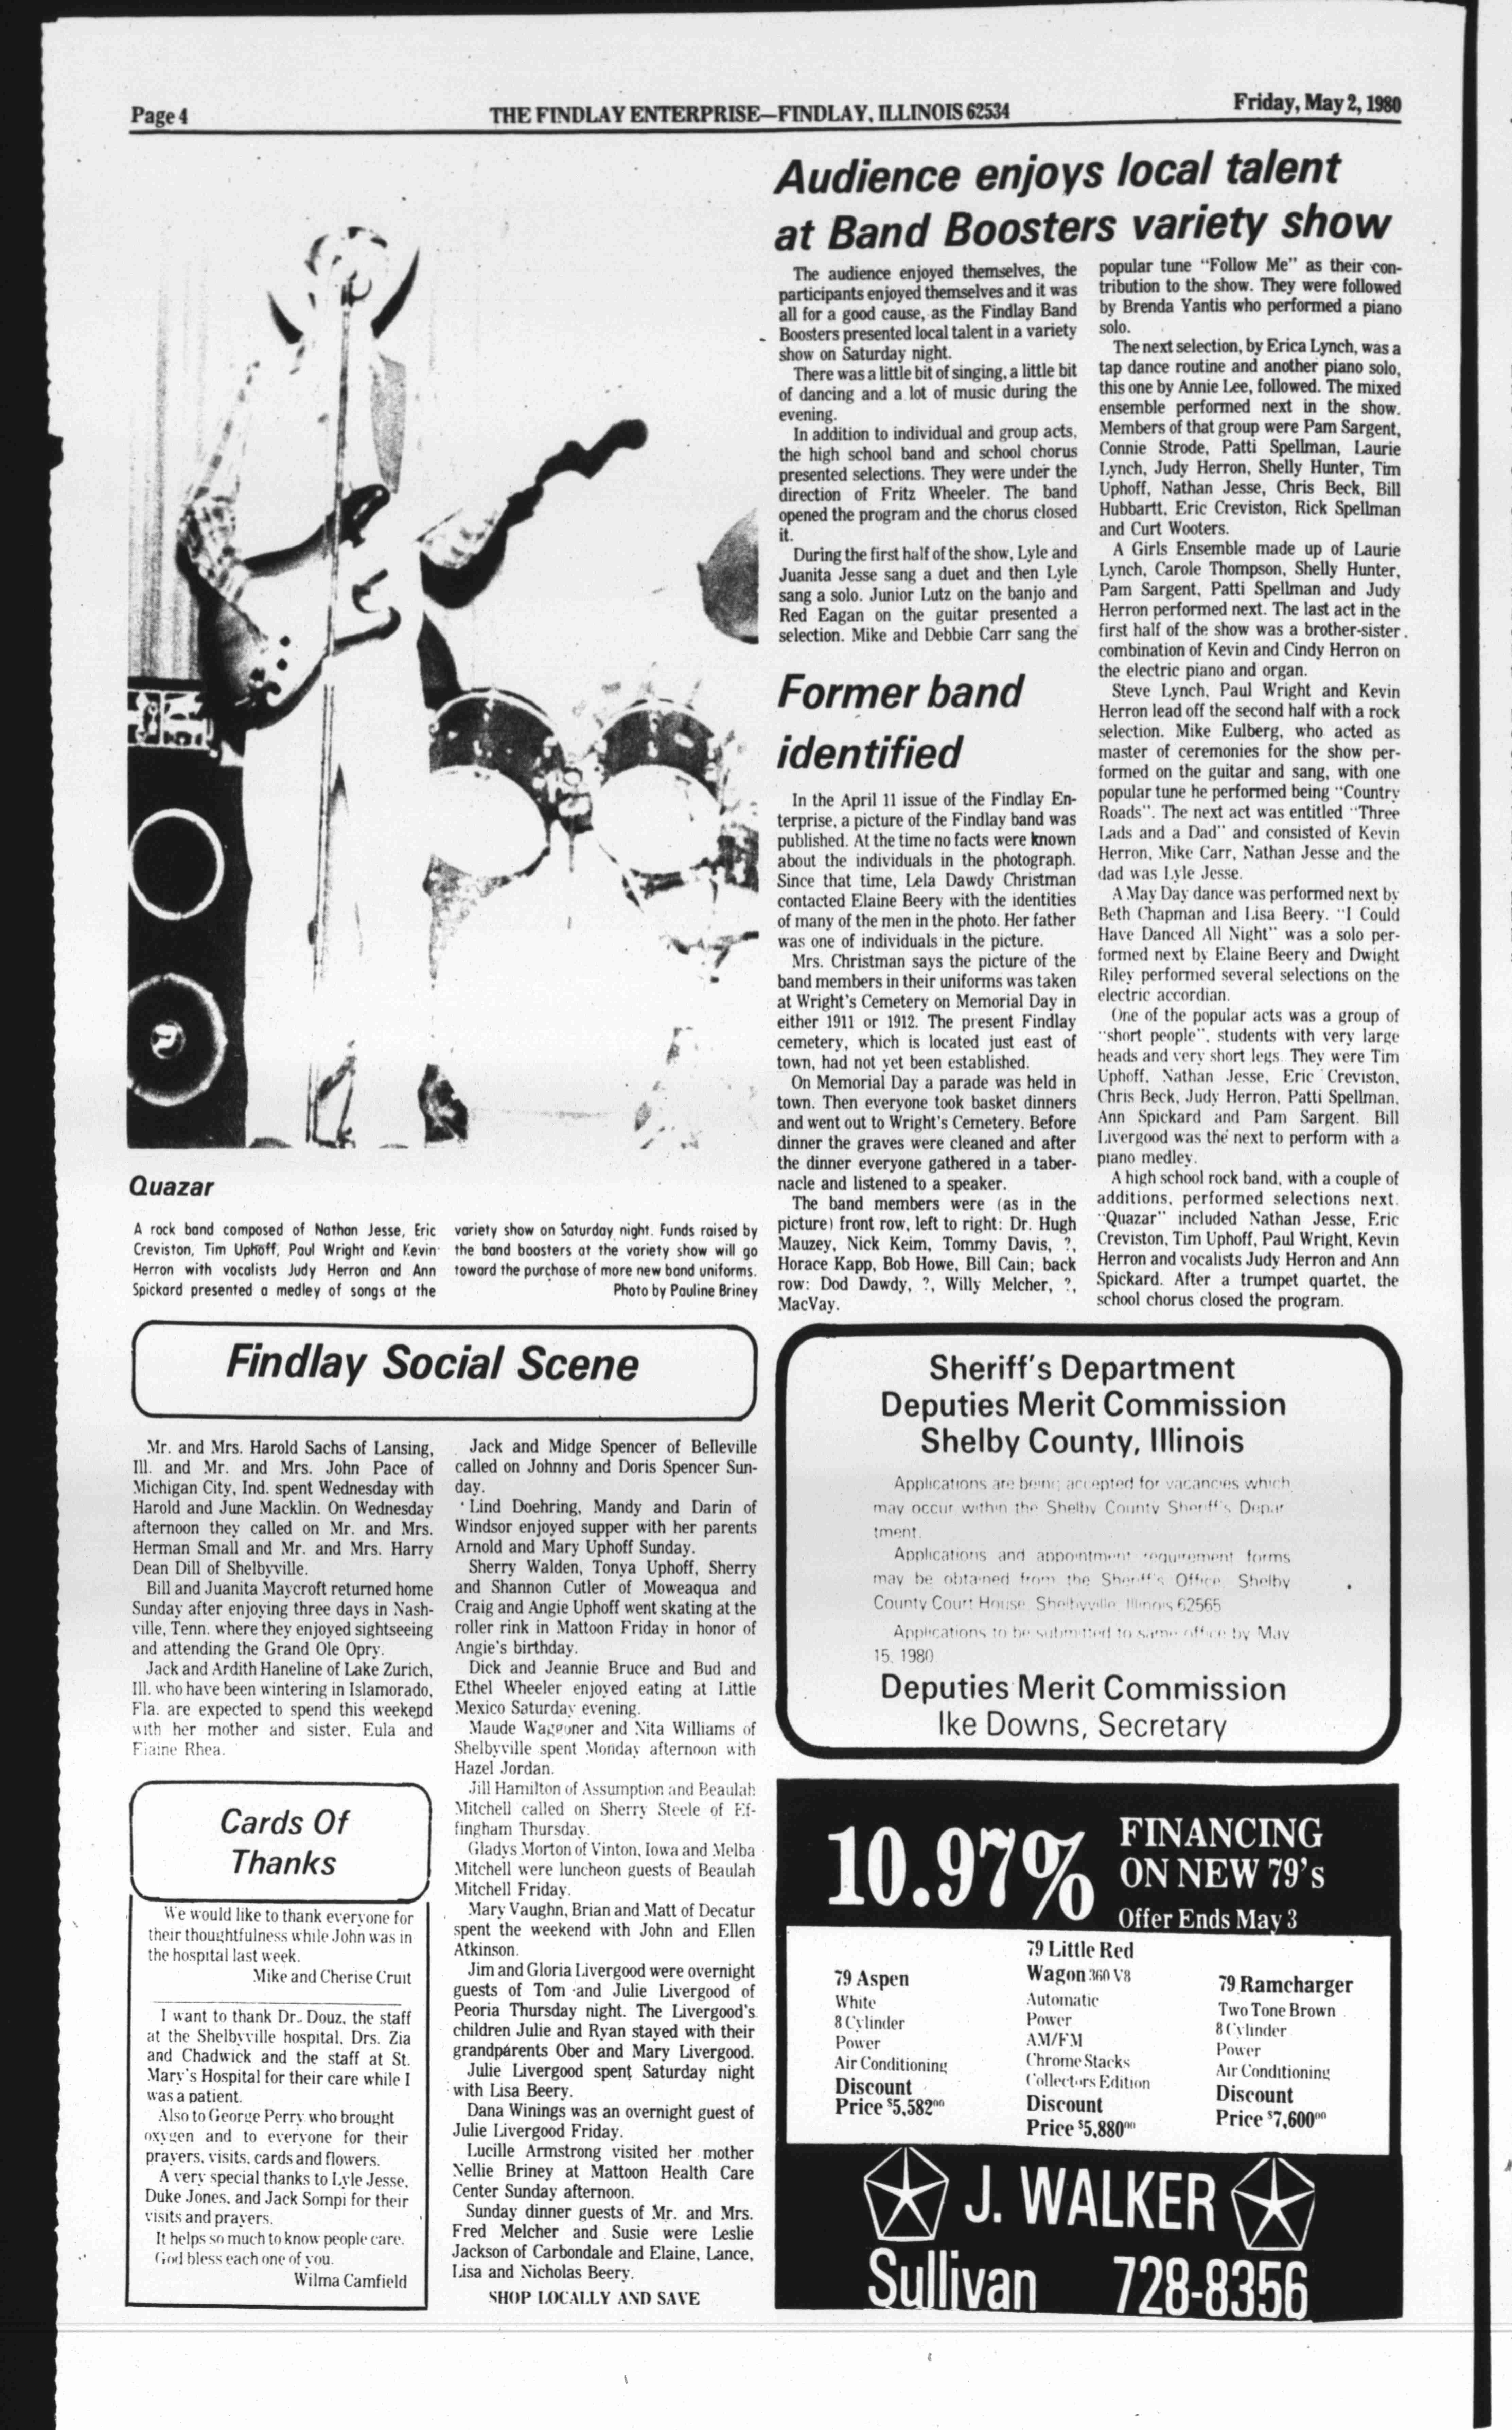 Page 4
THE FINDLAY ENTERPRISE—FINDLAY, ILLINOIS 62534
Friday, May 2, 1980
Audience enjoys local talent
at Band Boosters variety show
The audience enjoyed themselves, the
participants enjoyed themselves and it was
all for a good cause, as the Findlay Band
Boosters presented local talent in a variety
show on Saturday night.
There was a little bit of singing, a little bit
of dancing and a lot of music during the
evening.
In addition to individual and group acts,
the high school band and school chorus
presented selections. They were under the
direction of Fritz Wheeler. The band
opened the program and the chorus closed
it.
During the first half of the show, Lyle and
Juanita Jesse sang a duet and then Lyle
sang a solo. Junior Lutz on the banjo and
Red Eagan on the guitar presented a
selection. Mike and Debbie Carr sang the
popular tune "Follow Me" as their con-
tribution to the show. They were followed
by Brenda Yantis who performed a piano
solo.
The next selection, by Erica Lynch, was a
tap dance routine and another piano solo,
this one by Annie Lee, followed. The mixed
ensemble performed next in the show.
Members of that group were Pam Sargent,
Connie Strode, Patti Spellman, Laurie
Lynch, Judy Herron, Shelly Hunter, Tim
Uphoff, Nathan Jesse, Chris Beck, Bill
Hubbartt, Eric Creviston, Rick Spellman
and Curt Wooters.
A Girls Ensemble made up of Laurie
Lynch, Carole Thompson, Shelly Hunter,
Pam Sargent, Patti Spellman and Judy
Herron performed next. The last act in the
first half of the show was a brother-sister
combination of Kevin and Cindy Herron on
the electric piano and organ.
Steve Lynch, Paul Wright and Kevin
Herron lead off the second half with a rock
selection. Mike Eulberg, who acted as
master of ceremonies for the show per-
formed on the guitar and sang, with one
popular tune he performed being "Country
Roads". The next act was entitled "Three
Lads and a Dad" and consisted of Kevin
Herron, Mike Carr, Nathan Jesse and the
dad was Lyle Jesse.
A May Day dance was performed next by
Beth Chapman and Lisa Beery. "I Could
Have Danced All Night" was a solo per-
formed next by Elaine Beery and Dwight
Riley performed several selections on the
electric accordian.
One of the popular acts was a group of
"short people", students with very large
heads and very short legs. They were Tim
Uphoff, Nathan Jesse, Eric Creviston,
Chris Beck, Judy Herron, Patti Spellman,
Ann Spickard and Pam Sargent. Bill
Livergood was the next to perform with a
piano medley.
A high school rock band, with a couple of
additions, performed selections next.
"Quazar" included Nathan Jesse, Eric
Creviston, Tim Uphoff, Paul Wright, Kevin
Herron and vocalists Judy Herron and Ann
Spickard. After a trumpet quartet, the
school chorus closed the program.
Former band
identified
In the April 11 issue of the Findlay En-
terprise, a picture of the Findlay band was
published. At the time no facts were known
about the individuals in the photograph.
Since that time, Lela Dawdy Christman
contacted Elaine Beery with the identities
of many of the men in the photo. Her father
was one of individuals in the picture.
Mrs. Christman says the picture of the
band members in their uniforms was taken
at Wright's Cemetery on Memorial Day in
either 1911 or 1912. The present Findlay
cemetery, which is located just east of
town, had not yet been established.
On Memorial Day a parade was held in
town. Then everyone took basket dinners
and went out to Wright's Cemetery. Before
dinner the graves were cleaned and after
the dinner everyone gathered in a taber-
nacle and listened to a speaker.
The band members were (as in the
picture) front row, left to right: Dr. Hugh
Mauzey, Nick Keim, Tommy Davis, ?,
Horace Kapp, Bob Howe, Bill Cain; back
row: Dod Dawdy, ?, Willy Melcher, ?,
MacVay.
Quazar
A rock band composed of Nathan Jesse, Eric
Creviston, Tim Uphoff, Paul Wright and Kevin
Herron with vocalists Judy Herron and Ann
Spickard presented a medley of songs at the
variety show on Saturday night. Funds raised by
the band boosters at the variety show will go
toward the purchase of more new band uniforms.
Photo by Pauline Briney
Findlay Social Scene
Mr. and Mrs. Harold Sachs of Lansing,
Ill. and Mr. and Mrs. John Pace of
Michigan City, Ind. spent Wednesday with
Harold and June Macklin. On Wednesday
afternoon they called on Mr. and Mrs.
Herman Small and Mr. and Mrs. Harry
Dean Dill of Shelbyville.
Bill and Juanita Maycroft returned home
Sunday after enjoying three days in Nash-
ville, Tenn. where they enjoyed sightseeing
and attending the Grand Ole Opry.
Jack and Ardith Haneline of Lake Zurich,
Ill. who have been wintering in Islamorado,
Fla. are expected to spend this weekend
with her mother and sister, Eula and
Elaine Rhea.
Jack and Midge Spencer of Belleville
called on Johnny and Doris Spencer Sun-
day.
Lind Doehring, Mandy and Darin of
Windsor enjoyed supper with her parents
Arnold and Mary Uphoff Sunday.
Sherry Walden, Tonya Uphoff, Sherry
and Shannon Cutler of Moweaqua and
Craig and Angie Uphoff went skating at the
roller rink in Mattoon Friday in honor of
Angie's birthday.
Dick and Jeannie Bruce and Bud and
Ethel Wheeler enjoyed eating at Little
Mexico Saturday evening.
Maude Waggoner and Nita Williams of
Shelbyville spent Monday afternoon with
Hazel Jordan.
Jill Hamilton of Assumption and Beaulah
Mitchell called on Sherry Steele of Ef-
fingham Thursday.
Gladys Morton of Vinton, Iowa and Melba
Mitchell were luncheon guests of Beaulah
Mitchell Friday.
Mary Vaughn, Brian and Matt of Decatur
spent the weekend with John and Ellen
Atkinson.
Jim and Gloria Livergood were overnight
guests of Tom and Julie Livergood of
Peoria Thursday night. The Livergood's
children Julie and Ryan stayed with their
grandparents Ober and Mary Livergood.
Julie Livergood spent Saturday night
with Lisa Beery.
Dana Winings was an overnight guest of
Julie Livergood Friday.
Lucille Armstrong visited her mother
Nellie Briney at Mattoon Health Care
Center Sunday afternoon.
Sunday dinner guests of Mr. and Mrs.
Fred Melcher and Susie were Leslie
Jackson of Carbondale and Elaine, Lance,
Lisa and Nicholas Beery.
SHOP LOCALLY AND SAVE
Cards Of
Thanks
We would like to thank everyone for
their thoughtfulness while John was in
the hospital last week.
Mike and Cherise Cruit
I want to thank Dr. Douz, the staff
at the Shelbyville hospital, Drs. Zia
and Chadwick and the staff at St.
Mary's Hospital for their care while I
was a patient.
Also to George Perry who brought
oxygen and to everyone for their
prayers, visits, cards and flowers.
A very special thanks to Lyle Jesse,
Duke Jones, and Jack Sompi for their
visits and prayers.
It helps so much to know people care.
God bless each one of you.
Wilma Camfield
Sheriff's Department
Deputies Merit Commission
Shelby County, Illinois
Applications are being accepted for vacancies which
may occur within the Shelby County Sheriff's Depar
tment.
Applications and appointment requirement forms
may be obtained from the Sheriff's Office, Shelby
County Court House, Shelbyville, Illinois 62565
Applications to be submitted to same office by May
15, 1980
Deputies Merit Commission
Ike Downs, Secretary
10.97%
FINANCING
ON NEW 79's
Offer Ends May 3
79 Aspen
White
8 Cylinder
Power
Air Conditioning
Discount
Price $5,582⁰⁰
79 Little Red
Wagon 360 V8
Automatic
Power
AM/FM
Chrome Stacks
Collectors Edition
Discount
Price $5,880⁰⁰
79 Ramcharger
Two Tone Brown
8 Cylinder
Power
Air Conditioning
Discount
Price $7,600⁰⁰
J. WALKER
Sullivan 728-8356